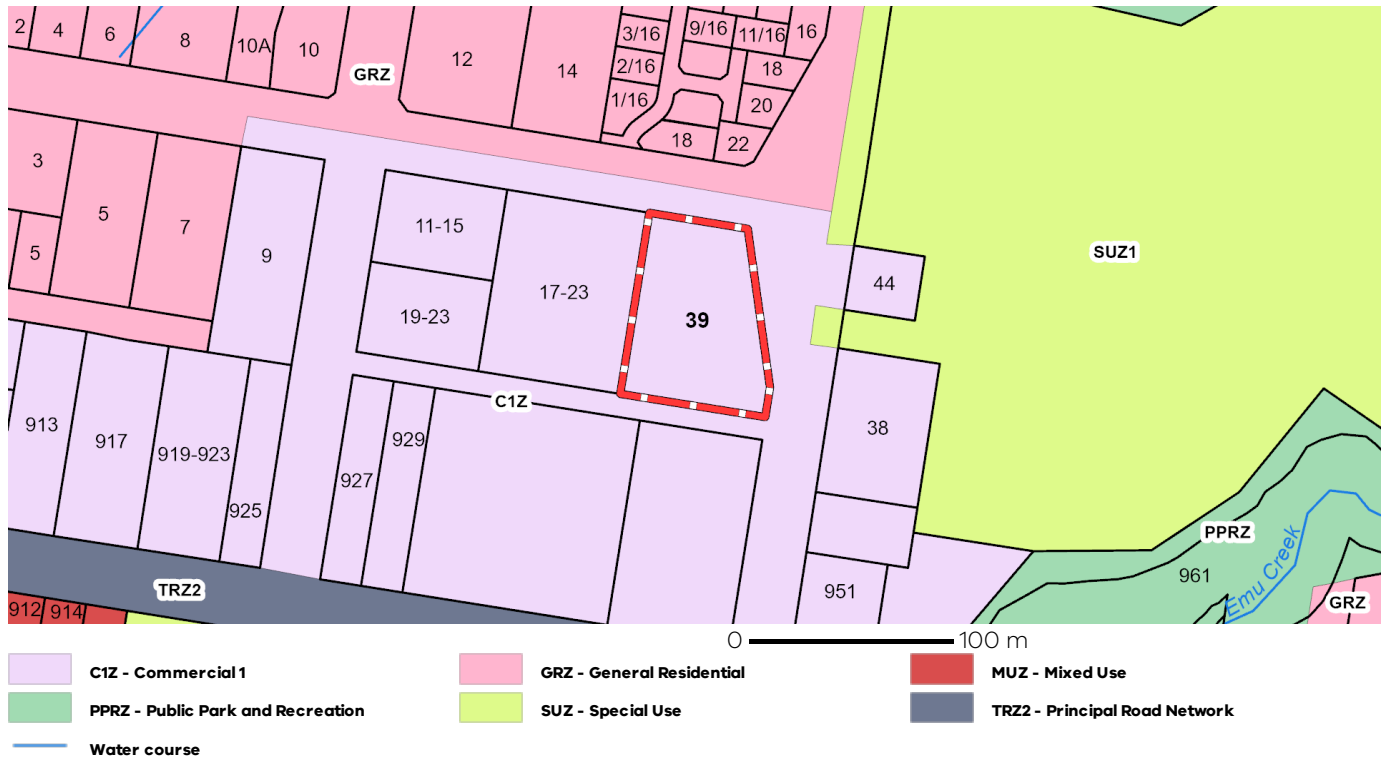 2 4 6 8 10A 10 GRZ 12 14 3/16 9/16 11/16 16
2/16 18
1/16 20
18 22
3 5 7 9 11-15 17-23 39 44 SUZ1
5 19-23
C1Z
913 917 919-923 925 927 929 38
TRZ2 951 961 PPRZ
Emu Creek
912 914 GRZ
0 100 m
C1Z - Commercial 1 GRZ - General Residential MUZ - Mixed Use
PPRZ - Public Park and Recreation SUZ - Special Use TRZ2 - Principal Road Network
Water course